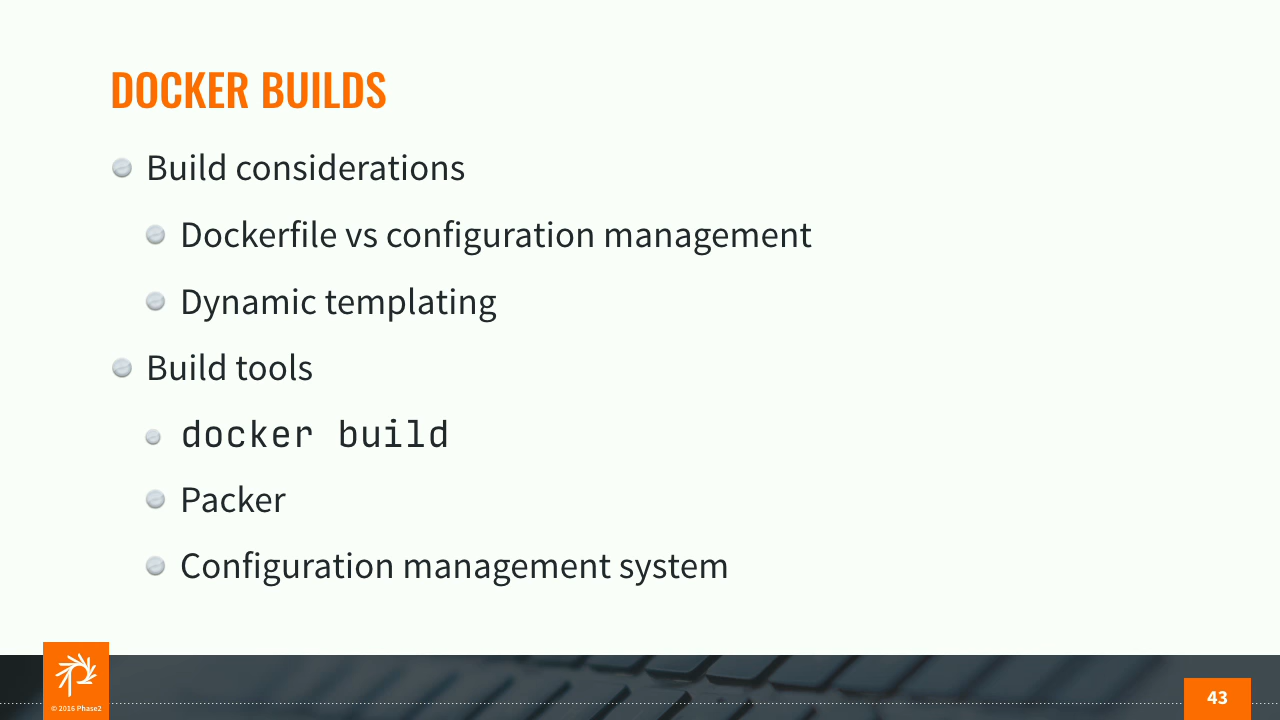 DOCKER BUILDS
Build considerations
Dockerfile vs configuration management
Dynamic templating
Build tools
docker build
Packer
Configuration management system
© 2016 Phase2
43